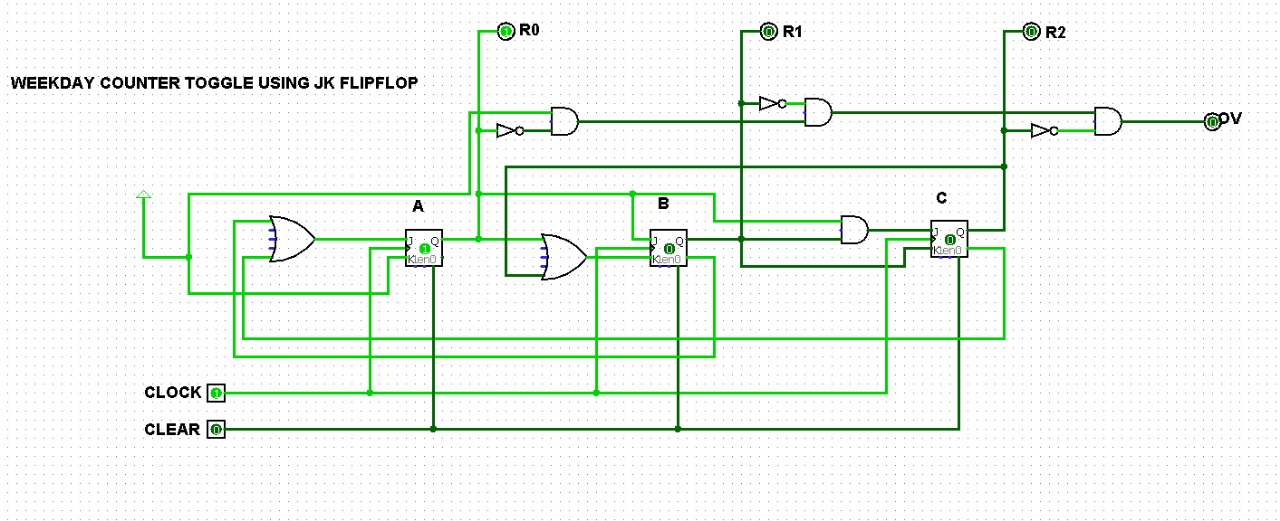 R0
R1
R2
WEEKDAY COUNTER TOGGLE USING JK FLIPFLOP
1
0
0
OV
0
A
B
C
J Q
1
K en 0
J Q
0
K en 0
J Q
0
K en 0
CLOCK 1
CLEAR 0